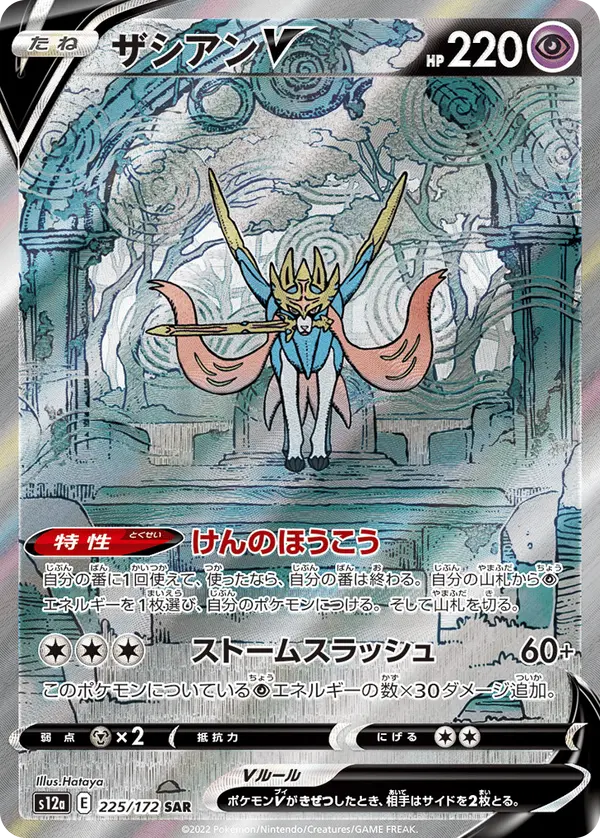 たね ザシアンV HP220
特性 とくせい けんのほうこう
自分の番に1回使えて、使ったなら、自分の番は終わる。自分の山札から
エネルギーを1枚選び、自分のポケモンにつける。そして山札を切る。
ストームスラッシュ 60+
このポケモンについているエネルギーの数×30ダメージ追加。
弱点 ×2 抵抗力 にげる
Illus.Hataya
Vルール
s12a E 225/172 SAR
ポケモンVがきぜつしたとき、相手はサイドを2枚とる。
©2022 Pokémon/Nintendo/Creatures/GAME FREAK.